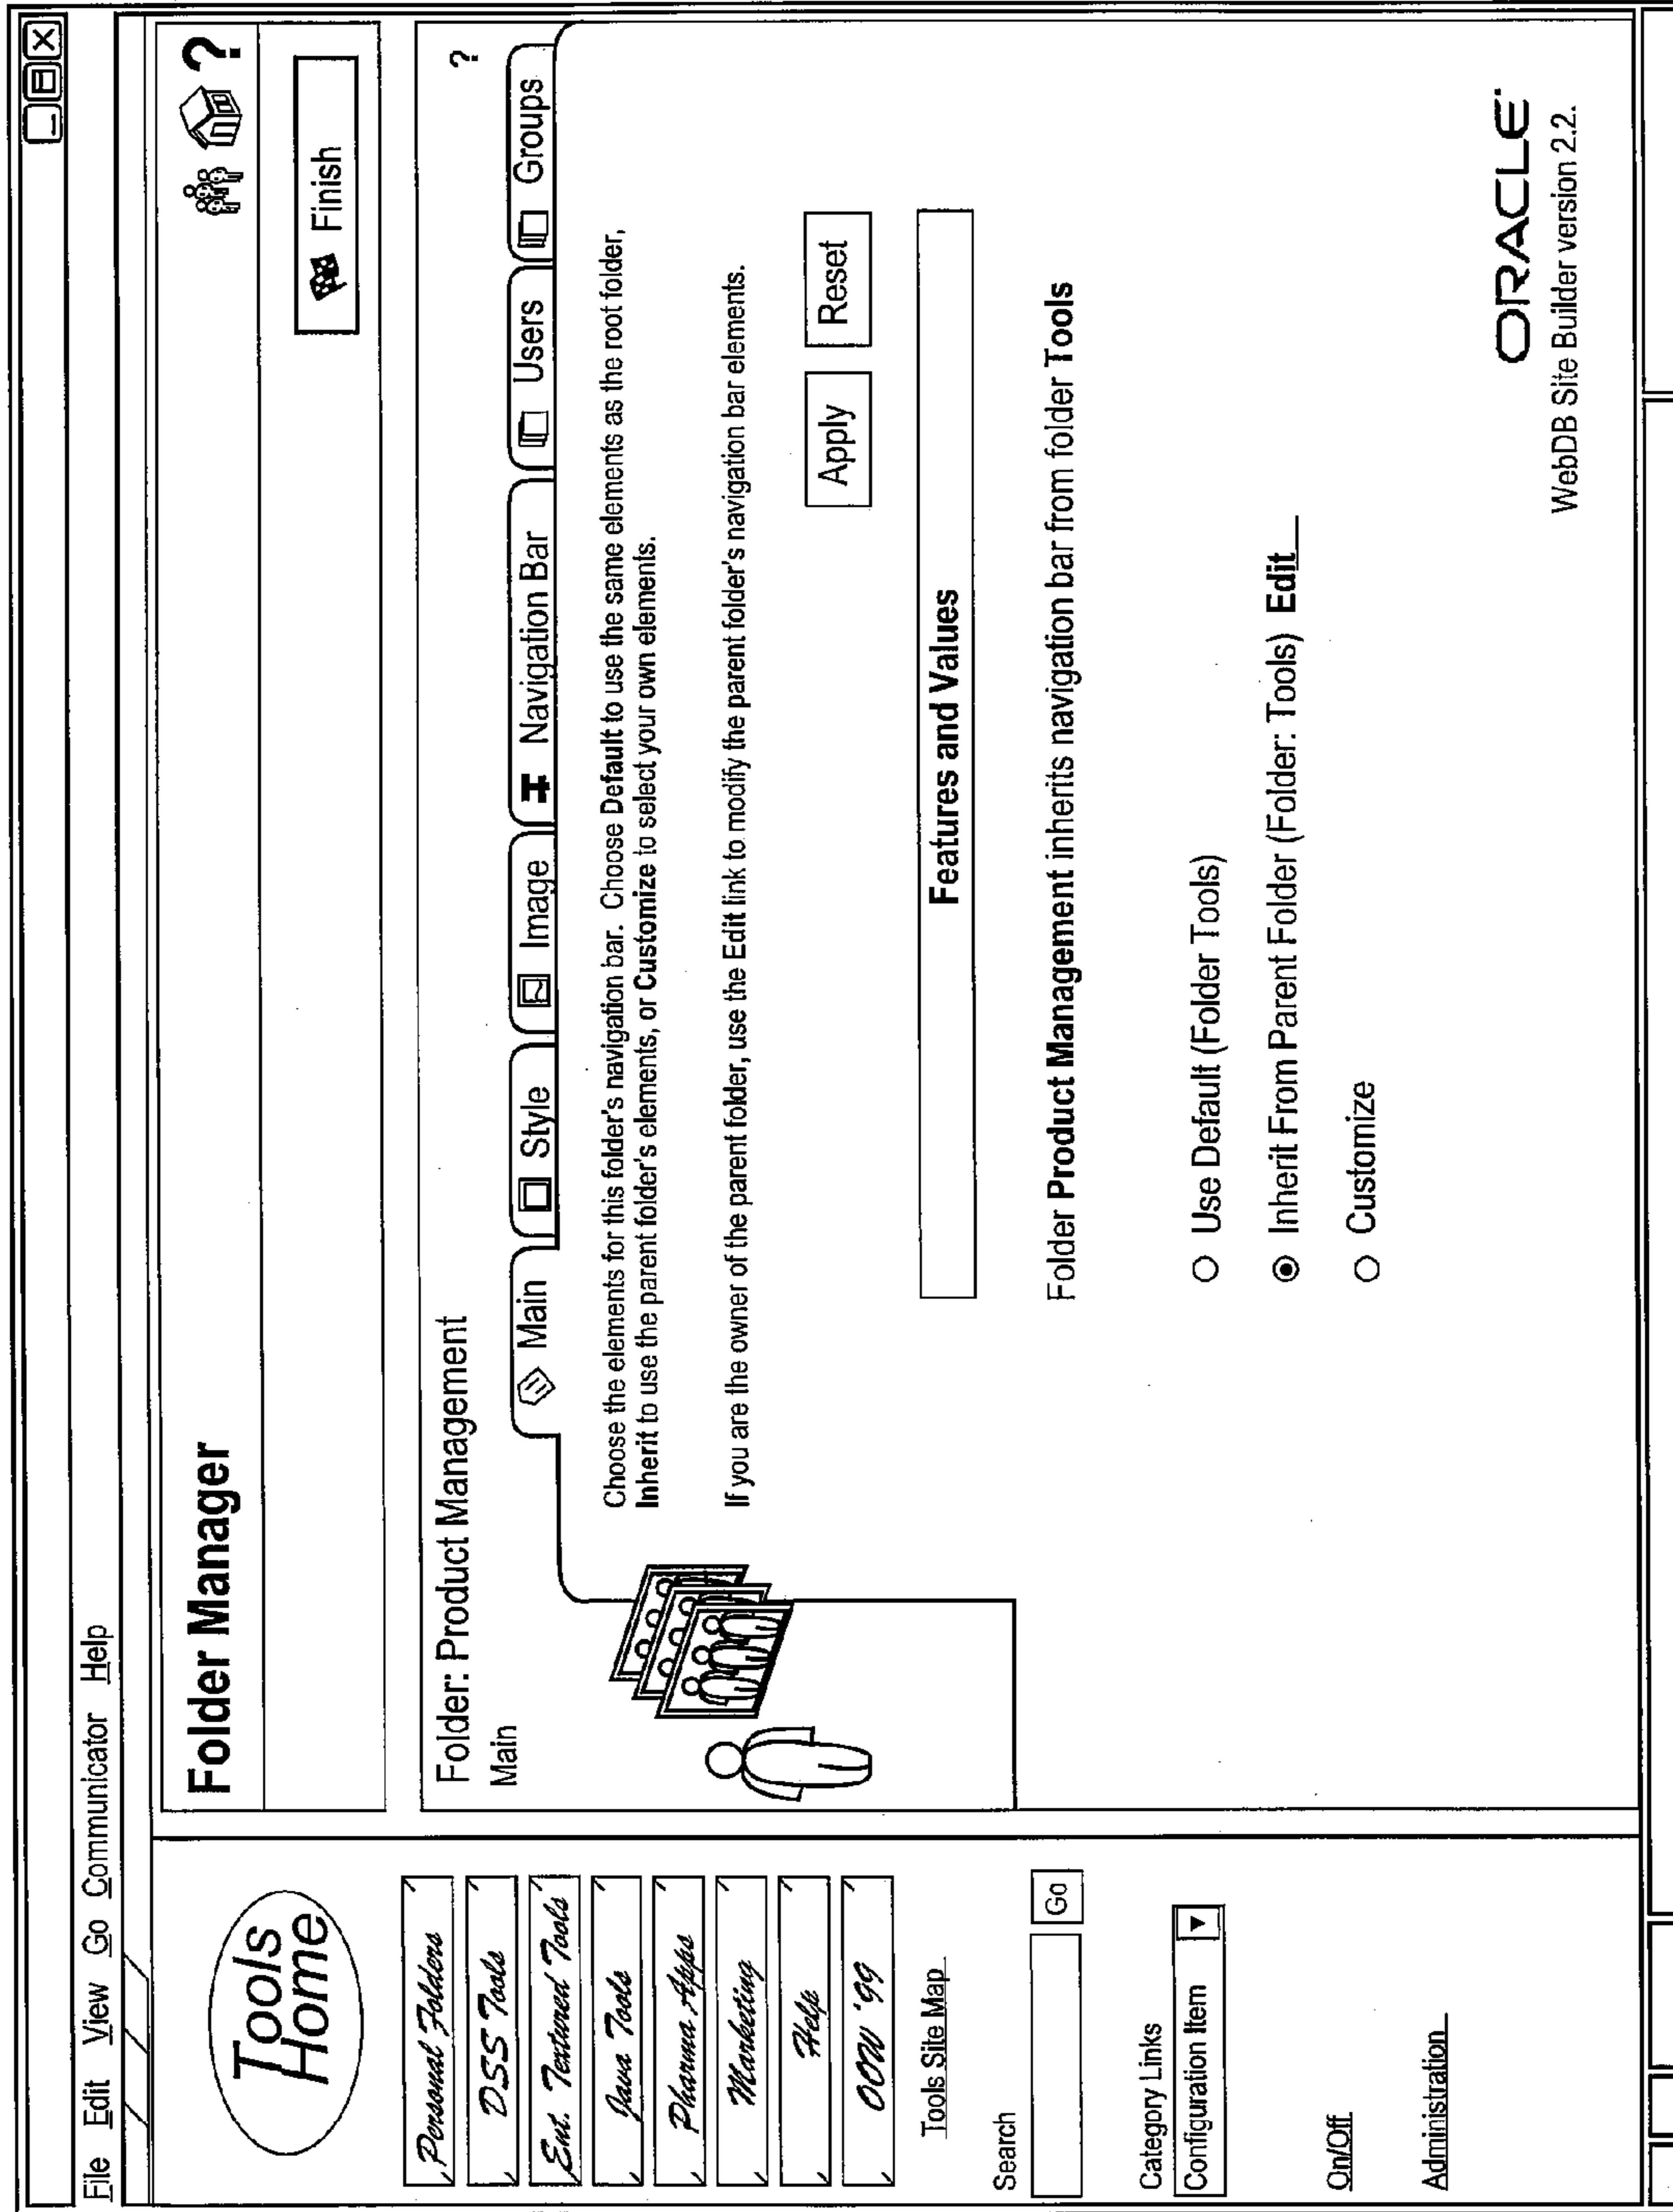 File Edit View Go Communicator Help
Tools
Home
Personal Folders
DSS Tools
Ent. Textured Tools
Java Tools
Pharma Apps
Marketing
Help
OOW '99
Tools Site Map
Search
Go
Category Links
Configuration Item
On/Off
Administration
Folder Manager
?
Finish
Folder: Product Management
?
Main
Main
Style
Image
Navigation Bar
Users
Groups
Choose the elements for this folder's navigation bar. Choose Default to use the same elements as the root folder,
Inherit to use the parent folder's elements, or Customize to select your own elements.
If you are the owner of the parent folder, use the Edit link to modify the parent folder's navigation bar elements.
Apply
Reset
Features and Values
Folder Product Management inherits navigation bar from folder Tools
Use Default (Folder Tools)
Inherit From Parent Folder (Folder: Tools) Edit
Customize
ORACLE
WebDB Site Builder version 2.2.